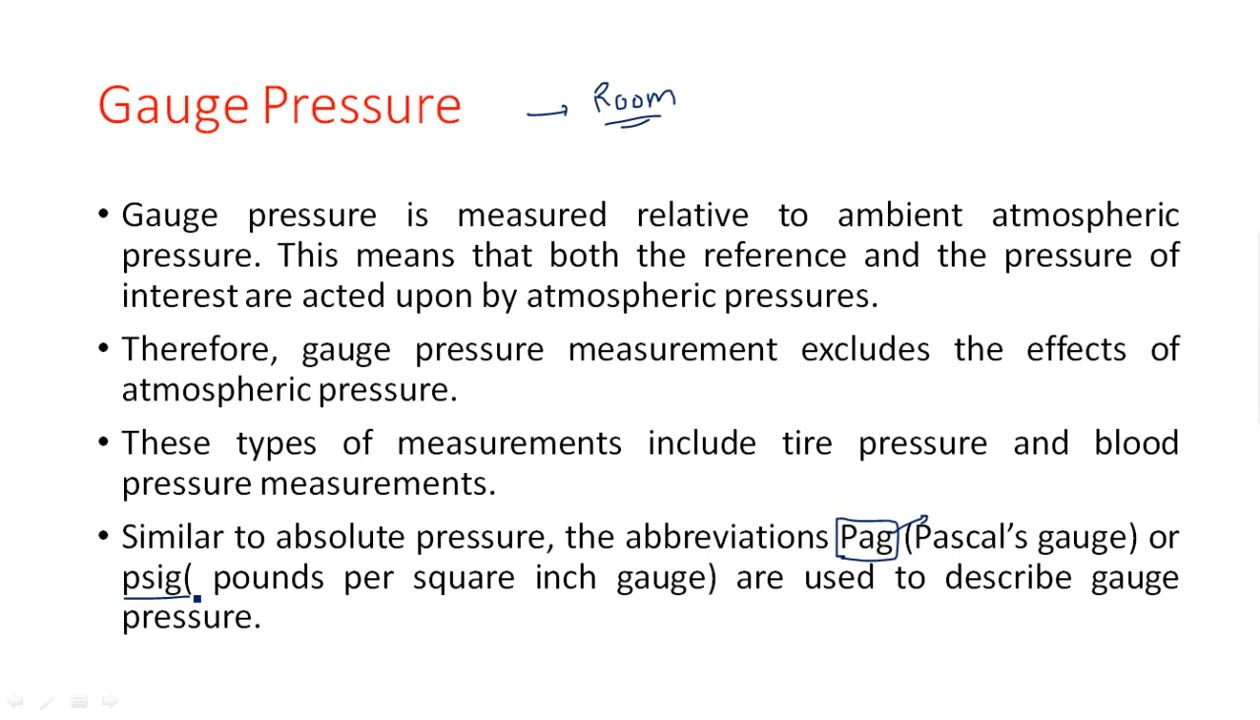 Gauge Pressure → Room
• Gauge pressure is measured relative to ambient atmospheric
pressure. This means that both the reference and the pressure of
interest are acted upon by atmospheric pressures.
• Therefore, gauge pressure measurement excludes the effects of
atmospheric pressure.
• These types of measurements include tire pressure and blood
pressure measurements.
• Similar to absolute pressure, the abbreviations Pag (Pascal's gauge) or
psig( pounds per square inch gauge) are used to describe gauge
pressure.